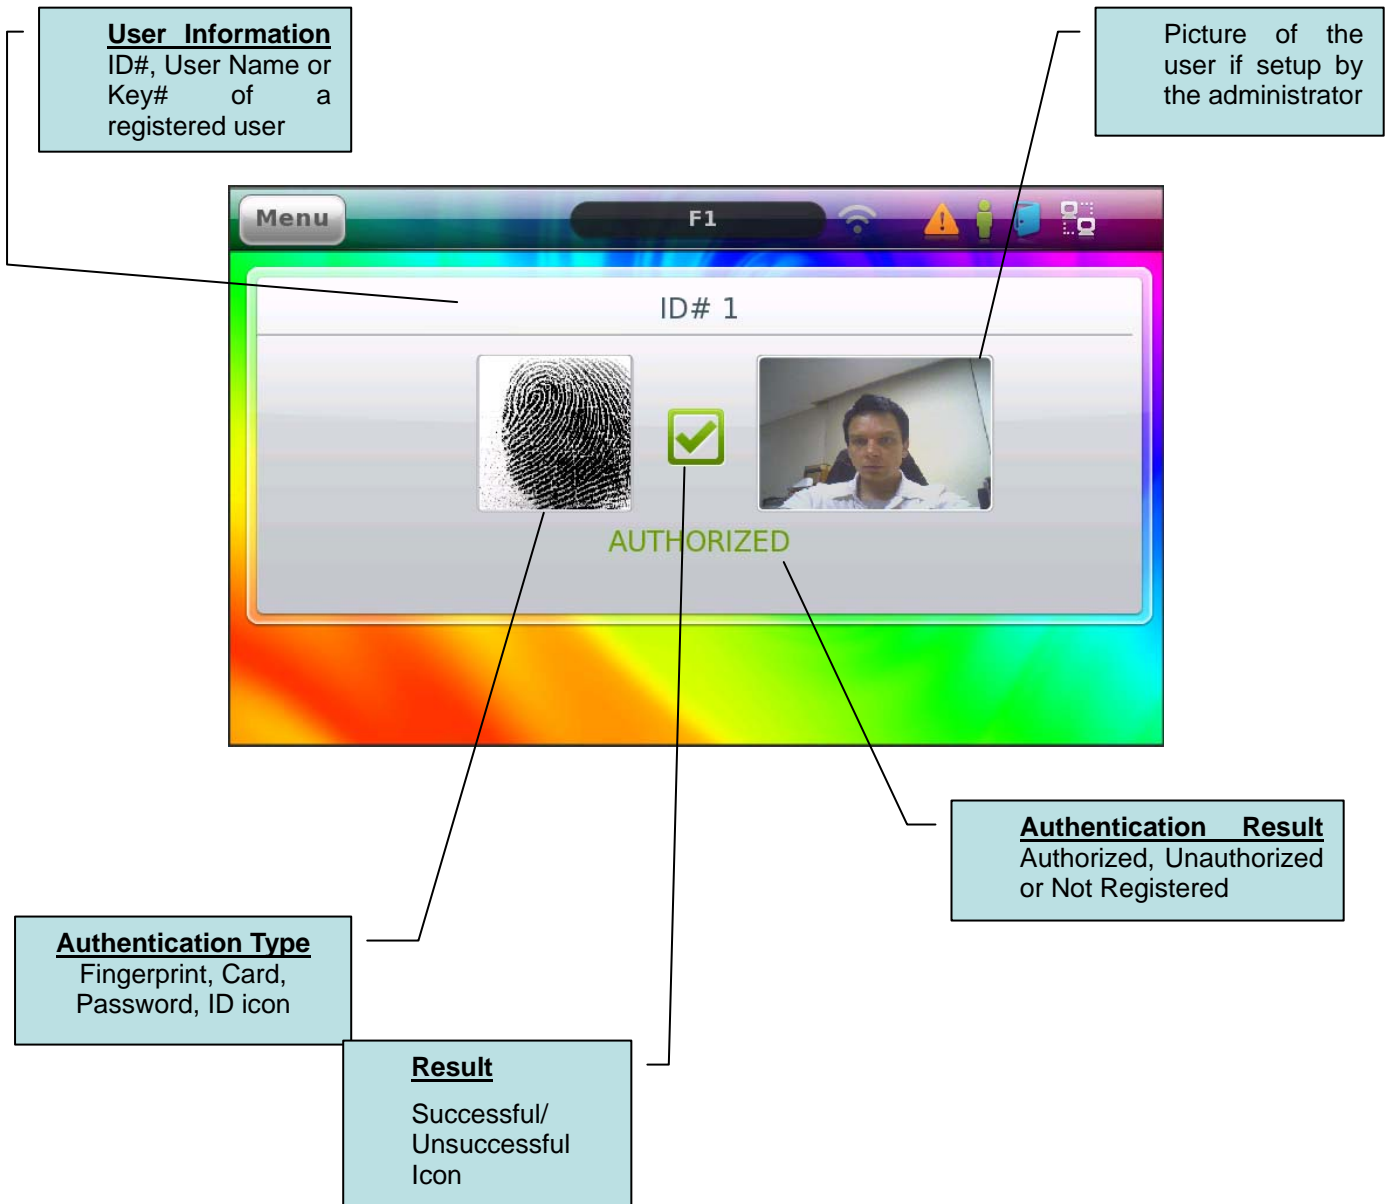 User Information
ID#, User Name or
Key# of a
registered user
Picture of the
user if setup by
the administrator
Menu
F1
ID# 1
AUTHORIZED
Authentication Result
Authorized, Unauthorized
or Not Registered
Authentication Type
Fingerprint, Card,
Password, ID icon
Result
Successful/
Unsuccessful
Icon